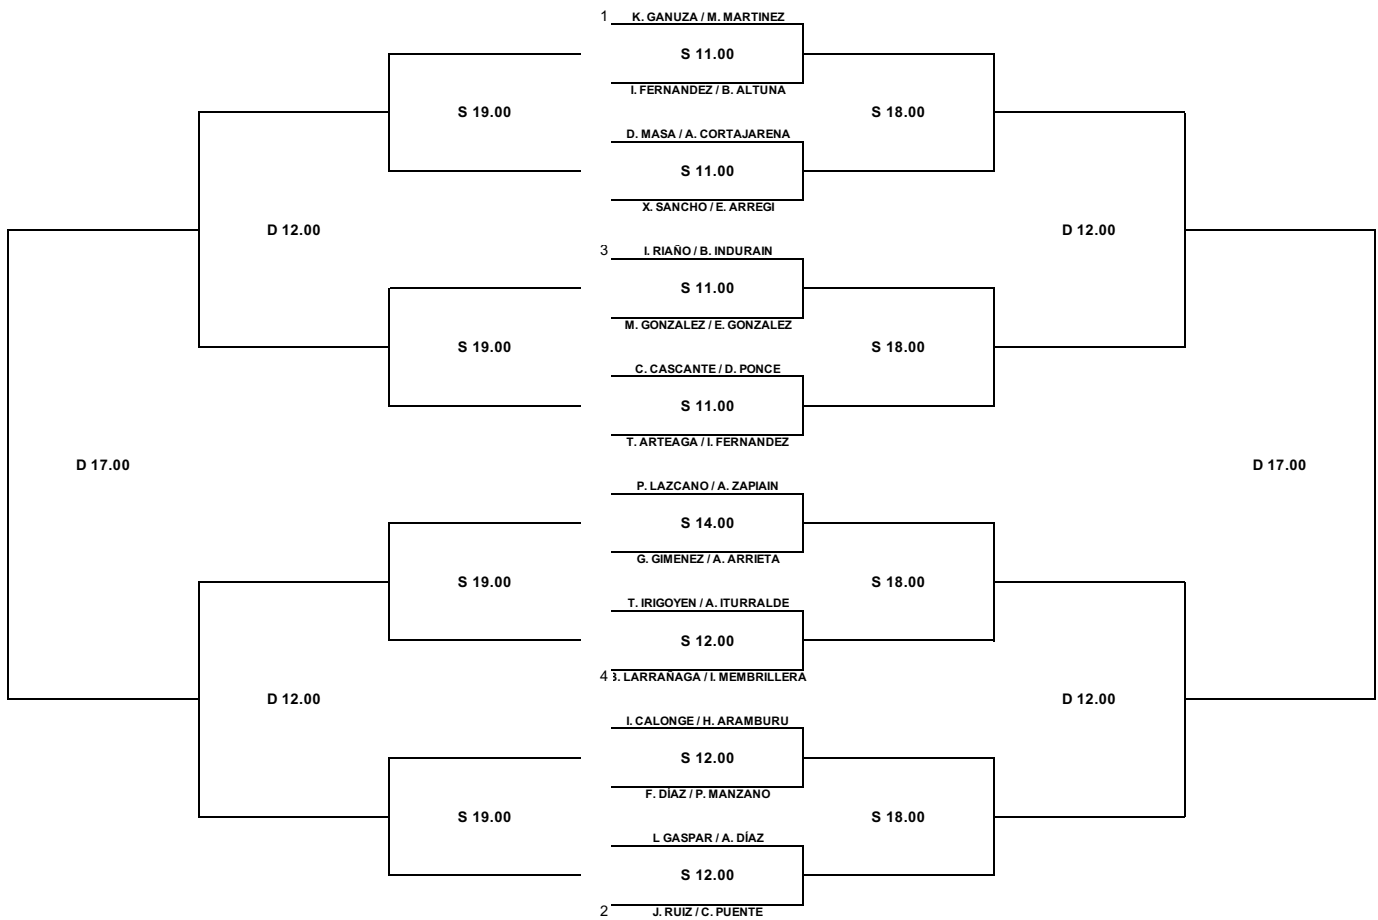 1 K. GANUZA / M. MARTINEZ
S 11.00
I. FERNANDEZ / B. ALTUNA
S 19.00 S 18.00
D. MASA / A. CORTAJARENA
S 11.00
X. SANCHO / E. ARREGI
D 12.00 D 12.00
3 I. RIAÑO / B. INDURAIN
S 11.00
M. GONZALEZ / E. GONZALEZ
S 19.00 S 18.00
C. CASCANTE / D. PONCE
S 11.00
T. ARTEAGA / I. FERNANDEZ
D 17.00 D 17.00
P. LAZCANO / A. ZAPIAIN
S 14.00
G. GIMENEZ / A. ARRIETA
S 19.00 S 18.00
T. IRIGOYEN / A. ITURRALDE
S 12.00
4 LARRAÑAGA / I. MEMBRILLERA
D 12.00 D 12.00
I. CALONGE / H. ARAMBURU
S 12.00
F. DÍAZ / P. MANZANO
S 19.00 S 18.00
L GASPAR / A. DÍAZ
S 12.00
2 J. RUIZ / C. PUENTE